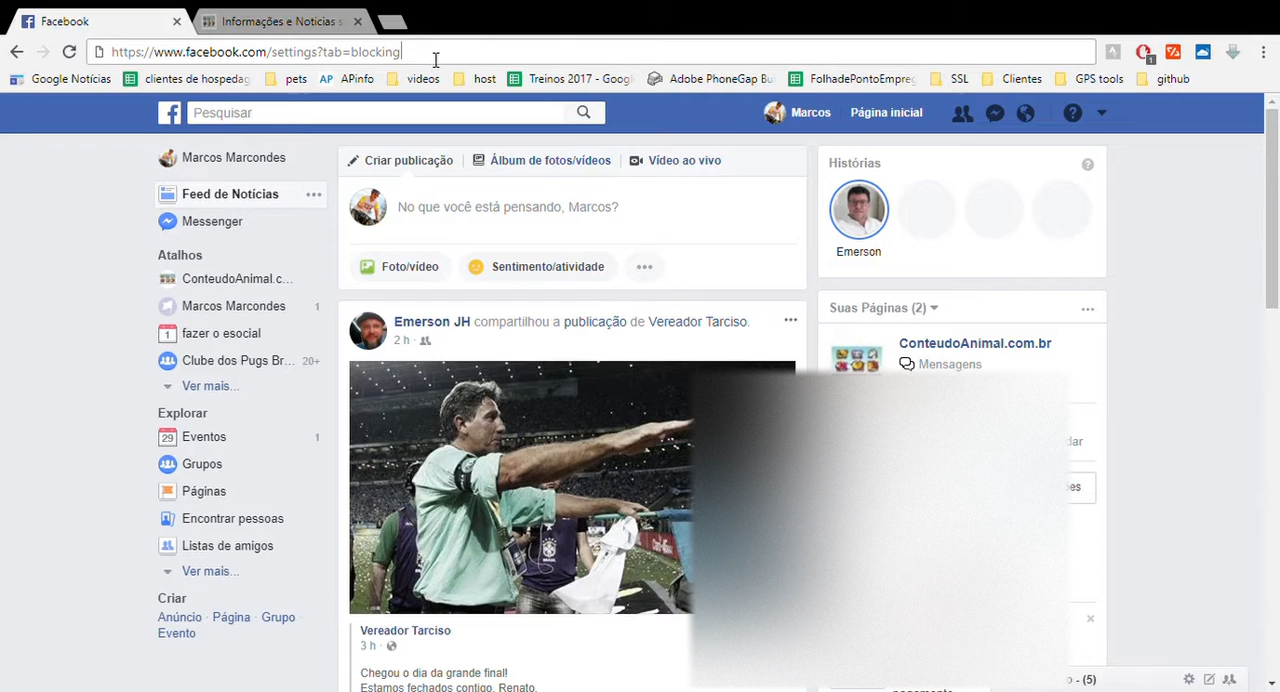 Facebook
Informações e Noticias s
https://www.facebook.com/settings?tab=blocking
1
Google Notícias
clientes de hospedag
pets
AP APinfo
videos
host
Treinos 2017 - Googl
Adobe PhoneGap Bu
FolhadePontoEmpreg
SSL
Clientes
GPS tools
github
Pesquisar
Marcos
Página inicial
Marcos Marcondes
Feed de Notícias
Messenger
Atalhos
ConteudoAnimal.c...
Marcos Marcondes 1
fazer o esocial
Clube dos Pugs Br... 20+
Ver mais...
Explorar
Eventos 1
Grupos
Páginas
Encontrar pessoas
Listas de amigos
Ver mais...
Criar
Anúncio · Página · Grupo ·
Evento
Criar publicação
Álbum de fotos/vídeos
Vídeo ao vivo
No que você está pensando, Marcos?
Foto/vídeo
Sentimento/atividade
Emerson JH compartilhou a publicação de Vereador Tarciso.
2 h ·
Vereador Tarciso
3 h ·
Chegou o dia da grande final!
Estamos fechados contigo, Renato.
Histórias
Emerson
Suas Páginas (2)
ConteudoAnimal.com.br
Mensagens
dar
es
- (5)